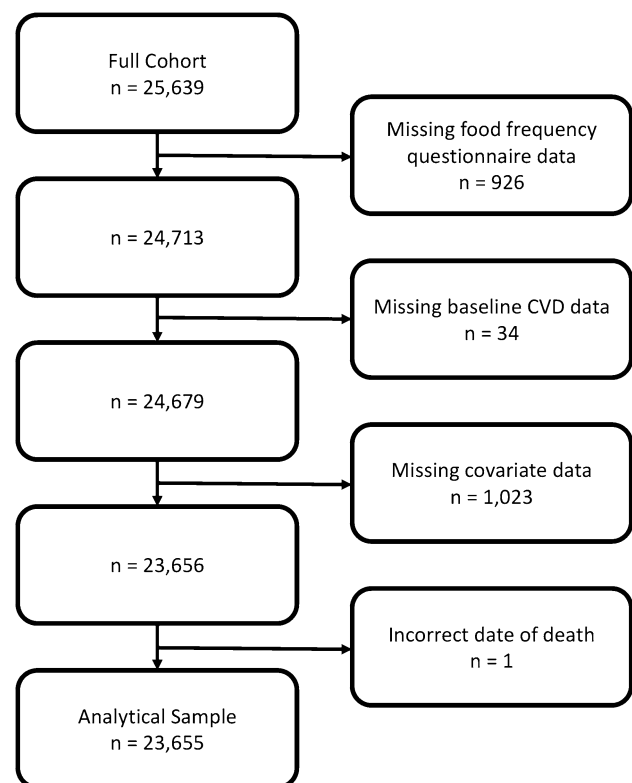 Full Cohort
n = 25,639
Missing food frequency
questionnaire data
n = 926
n = 24,713
Missing baseline CVD data
n = 34
n = 24,679
Missing covariate data
n = 1,023
n = 23,656
Incorrect date of death
n = 1
Analytical Sample
n = 23,655